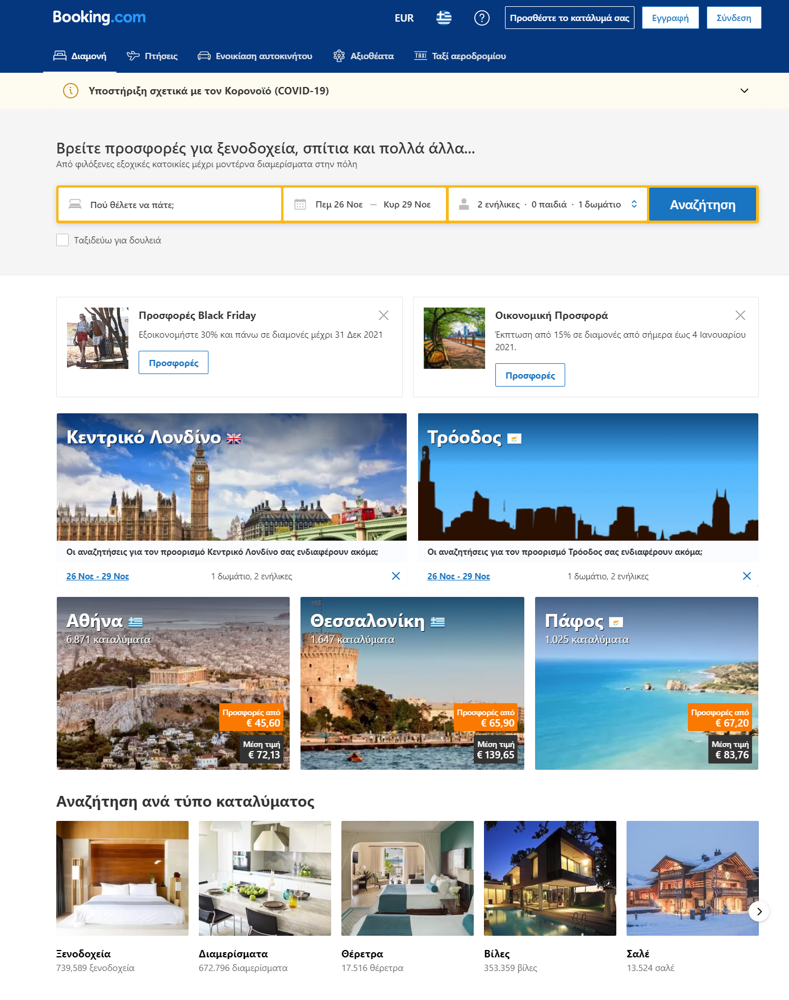 Booking.com
EUR
Προσθέστε το κατάλυμά σας
Εγγραφή
Σύνδεση
Διαμονή
Πτήσεις
Ενοικίαση αυτοκινήτου
Αξιοθέατα
TAXI
Ταξί αεροδρομίου
Υποστήριξη σχετικά με τον Κορονοϊό (COVID-19)
Βρείτε προσφορές για ξενοδοχεία, σπίτια και πολλά άλλα...
Από φιλόξενες εξοχικές κατοικίες μέχρι μοντέρνα διαμερίσματα στην πόλη
Πού θέλετε να πάτε;
Πεμ 26 Νοε — Κυρ 29 Νοε
2 ενήλικες · 0 παιδιά · 1 δωμάτιο
Αναζήτηση
Ταξιδεύω για δουλειά
Προσφορές Black Friday
Εξοικονομήστε 30% και πάνω σε διαμονές μέχρι 31 Δεκ 2021
Προσφορές
Οικονομική Προσφορά
Έκπτωση από 15% σε διαμονές από σήμερα έως 4 Ιανουαρίου
2021.
Προσφορές
Κεντρικό Λονδίνο
Οι αναζητήσεις για τον προορισμό Κεντρικό Λονδίνο σας ενδιαφέρουν ακόμα;
26 Νοε - 29 Νοε
1 δωμάτιο, 2 ενήλικες
Τρόοδος
Οι αναζητήσεις για τον προορισμό Τρόοδος σας ενδιαφέρουν ακόμα;
26 Νοε - 29 Νοε
1 δωμάτιο, 2 ενήλικες
Αθήνα
6.871 καταλύματα
Προσφορές από
€ 45,60
Μέση τιμή
€ 72,13
Θεσσαλονίκη
1.647 καταλύματα
Προσφορές από
€ 65,90
Μέση τιμή
€ 139,65
Πάφος
1.025 καταλύματα
Προσφορές από
€ 67,20
Μέση τιμή
€ 83,76
Αναζήτηση ανά τύπο καταλύματος
Ξενοδοχεία
739,589 ξενοδοχεία
Διαμερίσματα
672.796 διαμερίσματα
Θέρετρα
17.516 θέρετρα
Βίλες
353.359 βίλες
Σαλέ
13.524 σαλέ